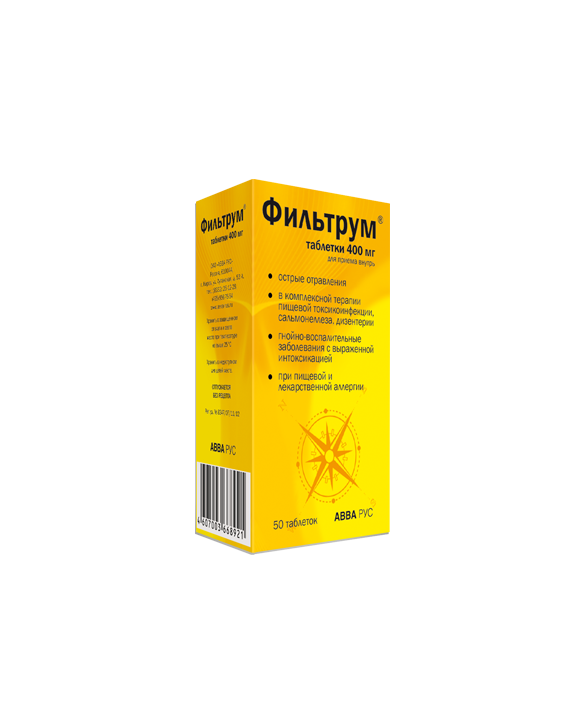 Фильтрум®
таблетки 400 мг
для приема внутрь
острые отравления
в комплексной терапии
пищевой токсикоинфекции,
сальмонеллеза, дизентерии
гнойно-воспалительные
заболевания с выраженной
интоксикацией
при пищевой и
лекарственной аллергии
50 таблеток
АВВА РУС
Фильтрум®
таблетки 400 мг
ОТПУСКАЕТСЯ
БЕЗ РЕЦЕПТА
АВВА РУС
4607003668921